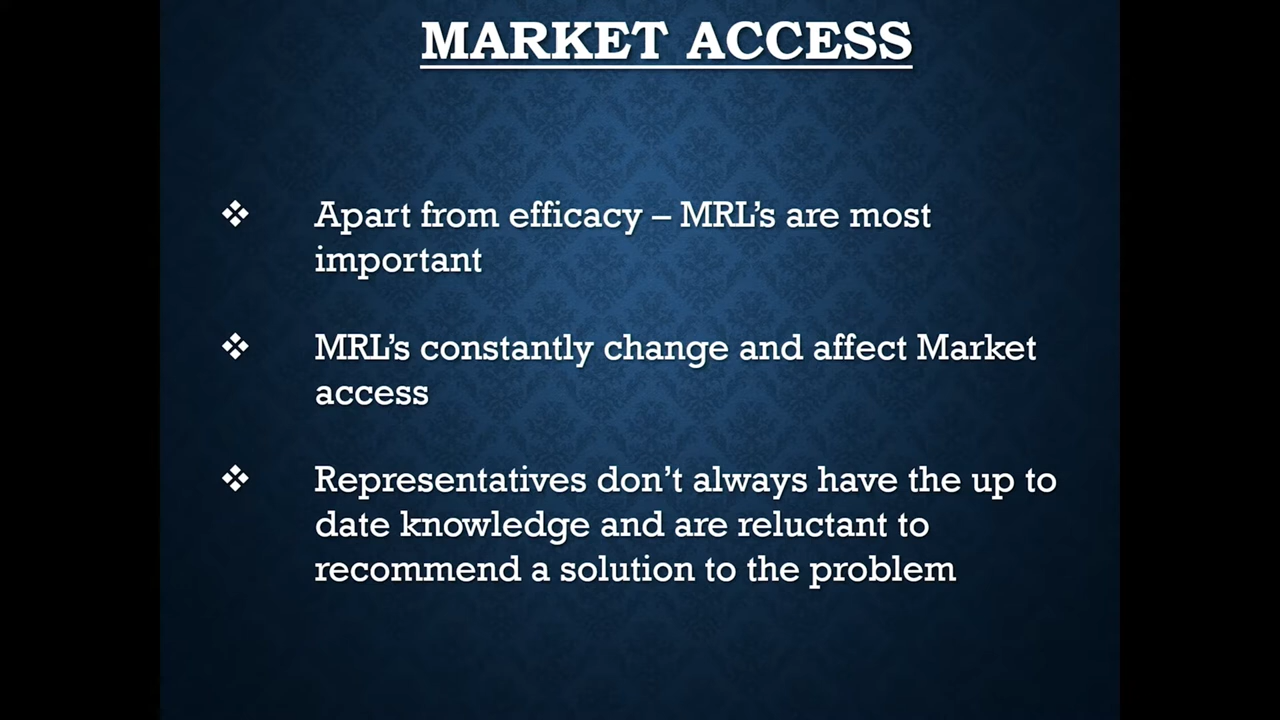 MARKET ACCESS
❖ Apart from efficacy – MRL’s are most
important
❖ MRL’s constantly change and affect Market
access
❖ Representatives don’t always have the up to
date knowledge and are reluctant to
recommend a solution to the problem